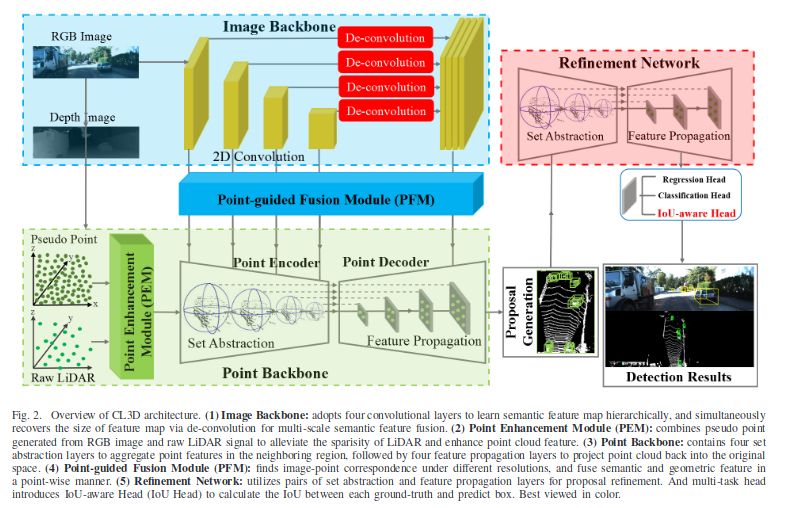 Image Backbone
RGB Image
De-convolution
De-convolution
De-convolution
De-convolution
Depth Image
2D Convolution
Refinement Network
Set Abstraction
Feature Propagation
Point-guided Fusion Module (PFM)
Regression Head
Classification Head
IoU-aware Head
Pseudo Point
z
y
x
z
y
Raw LiDAR
Point Enhancement
Module (PEM)
Point Encoder
Point Decoder
Set Abstraction
Feature Propagation
Point Backbone
Proposal
Generation
Detection Results
Fig. 2. Overview of CL3D architecture. (1) Image Backbone: adopts four convolutional layers to learn semantic feature map hierarchically, and simultaneously
recovers the size of feature map via de-convolution for multi-scale semantic feature fusion. (2) Point Enhancement Module (PEM): combines pseudo point
generated from RGB image and raw LiDAR signal to alleviate the sparisity of LiDAR and enhance point cloud feature. (3) Point Backbone: contains four set
abstraction layers to aggregate point features in the neighboring region, followed by four feature propagation layers to project point cloud back into the original
space. (4) Point-guided Fusion Module (PFM): finds image-point correspondence under different resolutions, and fuse semantic and geometric feature in
a point-wise manner. (5) Refinement Network: utilizes pairs of set abstraction and feature propagation layers for proposal refinement. And multi-task head
introduces IoU-aware Head (IoU Head) to calculate the IoU between each ground-truth and predict box. Best viewed in color.